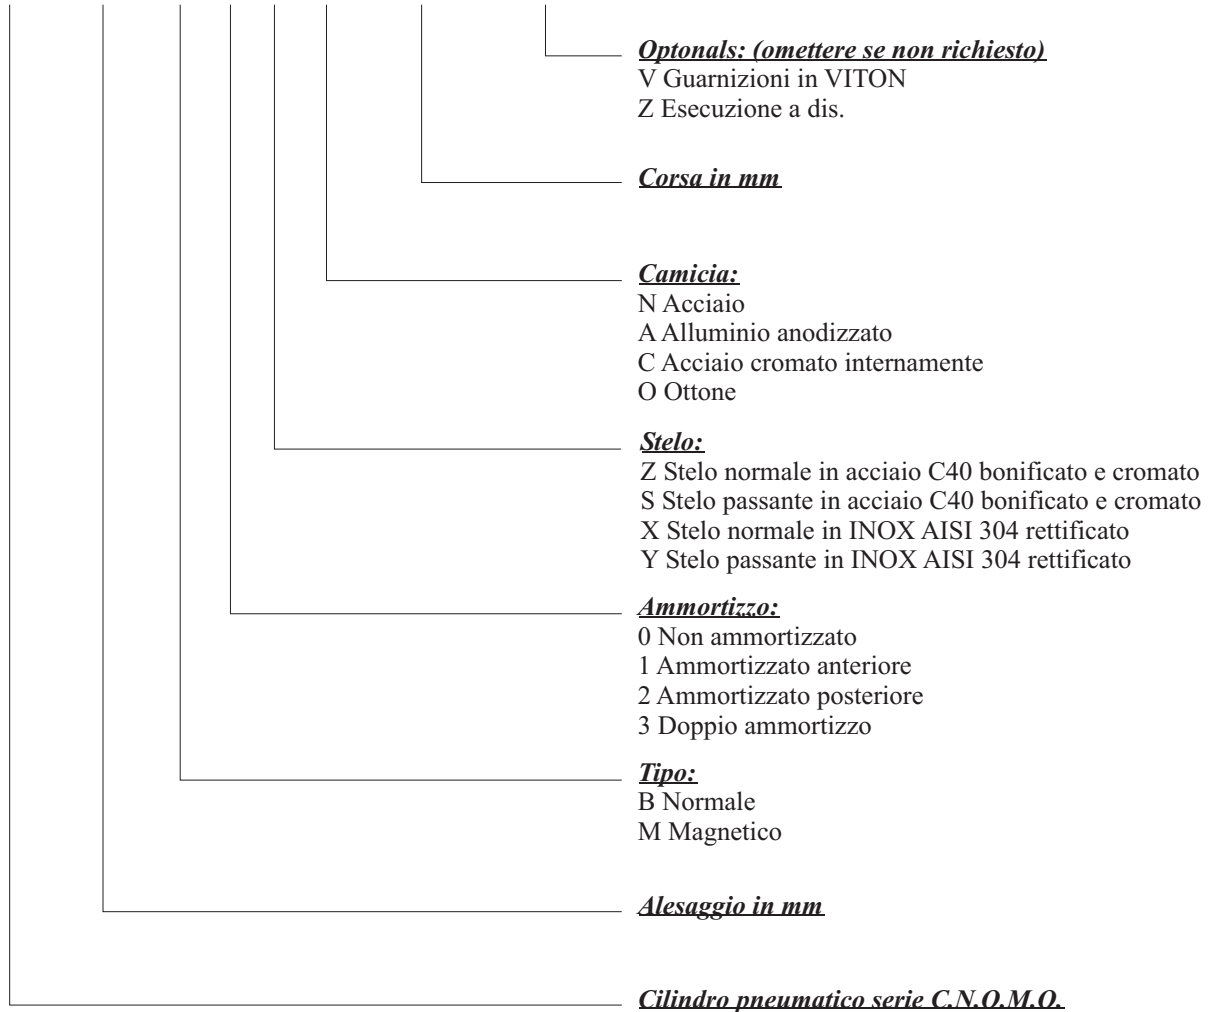 Optonals: (omettere se non richiesto)
V Guarnizioni in VITON
Z Esecuzione a dis.
Corsa in mm
Camicia:
N Acciaio
A Alluminio anodizzato
C Acciaio cromato internamente
O Ottone
Stelo:
Z Stelo normale in acciaio C40 bonificato e cromato
S Stelo passante in acciaio C40 bonificato e cromato
X Stelo normale in INOX AISI 304 rettificato
Y Stelo passante in INOX AISI 304 rettificato
Ammortizzo:
0 Non ammortizzato
1 Ammortizzato anteriore
2 Ammortizzato posteriore
3 Doppio ammortizzo
Tipo:
B Normale
M Magnetico
Alesaggio in mm
Cilindro pneumatico serie C.N.O.M.O.